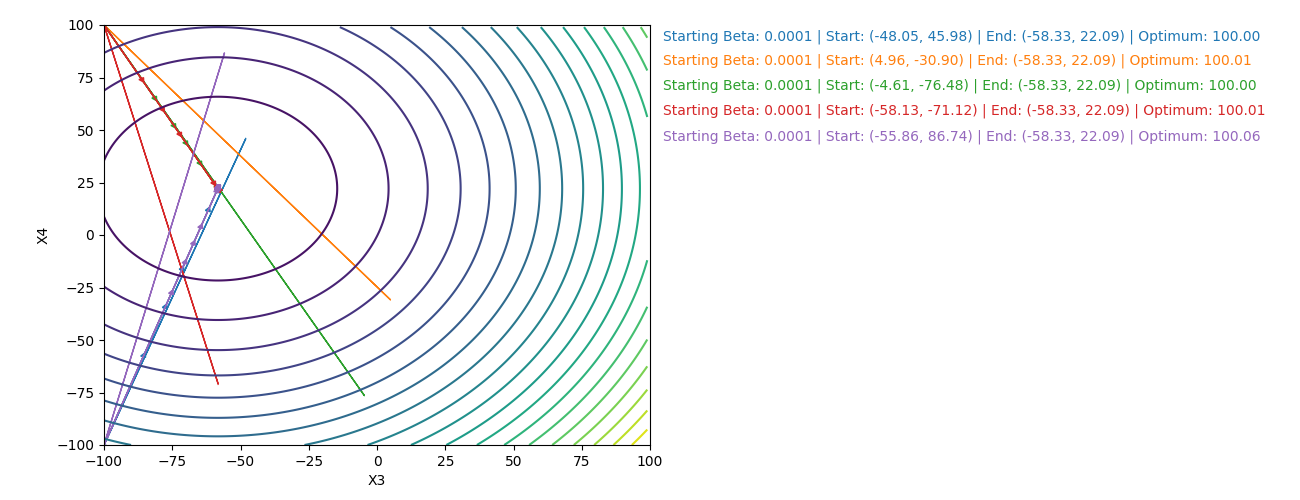 100
75
50
25
0
−25
−50
−75
−100
X4
−100
−75
−50
−25
0
25
50
75
100
X3
Starting Beta: 0.0001 | Start: (-48.05, 45.98) | End: (-58.33, 22.09) | Optimum: 100.00
Starting Beta: 0.0001 | Start: (4.96, -30.90) | End: (-58.33, 22.09) | Optimum: 100.01
Starting Beta: 0.0001 | Start: (-4.61, -76.48) | End: (-58.33, 22.09) | Optimum: 100.00
Starting Beta: 0.0001 | Start: (-58.13, -71.12) | End: (-58.33, 22.09) | Optimum: 100.01
Starting Beta: 0.0001 | Start: (-55.86, 86.74) | End: (-58.33, 22.09) | Optimum: 100.06